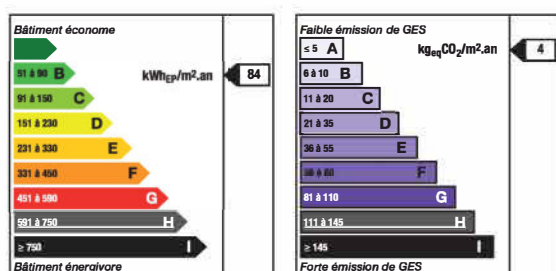 Bâtiment économe
51 à 90 B kWhEP/m².an 84
91 à 150 C
151 à 230 D
231 à 330 E
331 à 450 F
451 à 590 G
591 à 750 H
≥ 750 I
Bâtiment énergivore
Faible émission de GES
≤ 5 A kgeqCO₂/m².an 4
6 à 10 B
11 à 20 C
21 à 35 D
36 à 55 E
F
81 à 110 G
111 à 145 H
≥ 145 I
Forte émission de GES